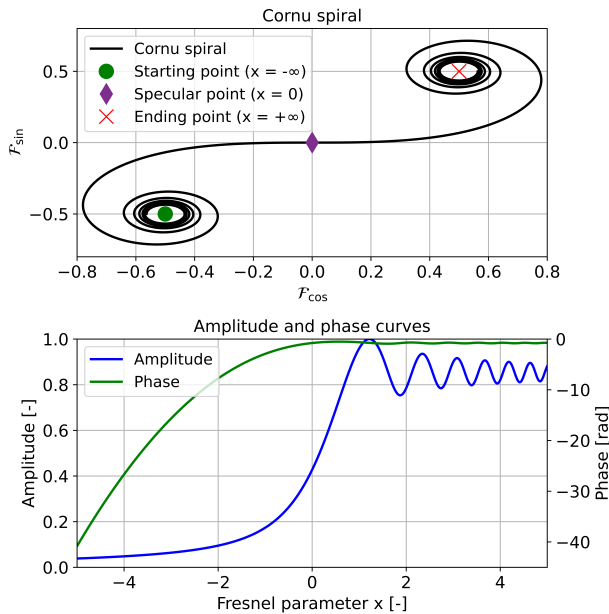 Cornu spiral
Cornu spiral
Starting point (x = -∞)
Specular point (x = 0)
Ending point (x = +∞)
0.5
0.0
−0.5
ℱsin
−0.8 −0.6 −0.4 −0.2 0.0 0.2 0.4 0.6 0.8
ℱcos
Amplitude and phase curves
Amplitude
Phase
1.0
0.8
0.6
0.4
0.2
0.0
Amplitude [-]
0
−10
−20
−30
−40
Phase [rad]
−4 −2 0 2 4
Fresnel parameter x [-]